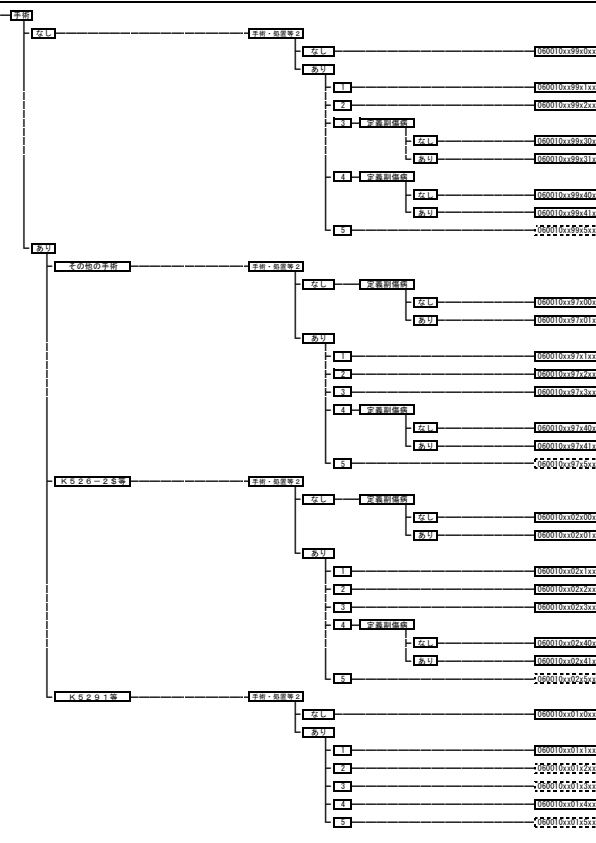 手術
なし 手術・処置等2
なし 060010xx99x0xx
あり
1 060010xx99x1xx
2 060010xx99x2xx
3 定義副傷病
なし 060010xx99x30x
あり 060010xx99x31x
4 定義副傷病
なし 060010xx99x40x
あり 060010xx99x41x
5 060010xx99x5xx
あり
その他の手術 手術・処置等2
なし 定義副傷病
なし 060010xx97x00x
あり 060010xx97x01x
あり
1 060010xx97x1xx
2 060010xx97x2xx
3 060010xx97x3xx
4 定義副傷病
なし 060010xx97x40x
あり 060010xx97x41x
5 060010xx97x5xx
K526-2$等 手術・処置等2
なし 定義副傷病
なし 060010xx02x00x
あり 060010xx02x01x
あり
1 060010xx02x1xx
2 060010xx02x2xx
3 060010xx02x3xx
4 定義副傷病
なし 060010xx02x40x
あり 060010xx02x41x
5 060010xx02x5xx
K5291等 手術・処置等2
なし 060010xx01x0xx
あり
1 060010xx01x1xx
2 060010xx01x2xx
3 060010xx01x3xx
4 060010xx01x4xx
5 060010xx01x5xx